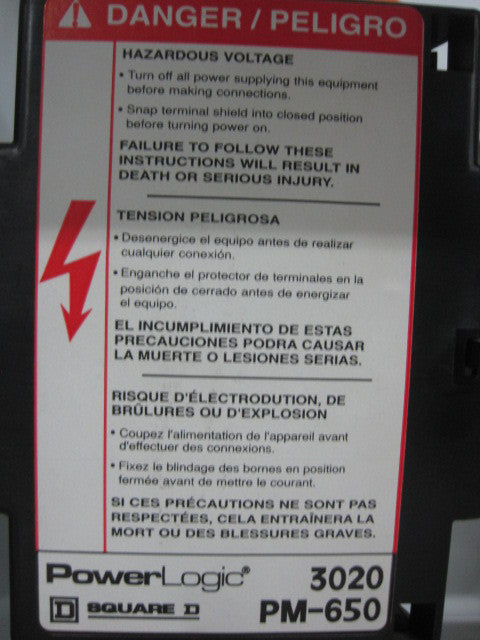 DANGER / PELIGRO
1
HAZARDOUS VOLTAGE
• Turn off all power supplying this equipment
before making connections.
• Snap terminal shield into closed position
before turning power on.
FAILURE TO FOLLOW THESE
INSTRUCTIONS WILL RESULT IN
DEATH OR SERIOUS INJURY.
TENSION PELIGROSA
• Desenergice el equipo antes de realizar
cualquier conexión.
• Enganche el protector de terminales en la
posición de cerrado antes de energizar
el equipo.
EL INCUMPLIMIENTO DE ESTAS
PRECAUCIONES PODRA CAUSAR
LA MUERTE O LESIONES SERIAS.
RISQUE D'ÉLECTRODUTION, DE
BRÛLURES OU D'EXPLOSION
• Coupez l'alimentation de l'appareil avant
d'effectuer des connexions.
• Fixez le blindage des bornes en position
fermée avant de mettre le courant.
SI CES PRÉCAUTIONS NE SONT PAS
RESPECTÉES, CELA ENTRAÎNERA LA
MORT OU DES BLESSURES GRAVES.
PowerLogic® 3020
D SQUARE D PM-650